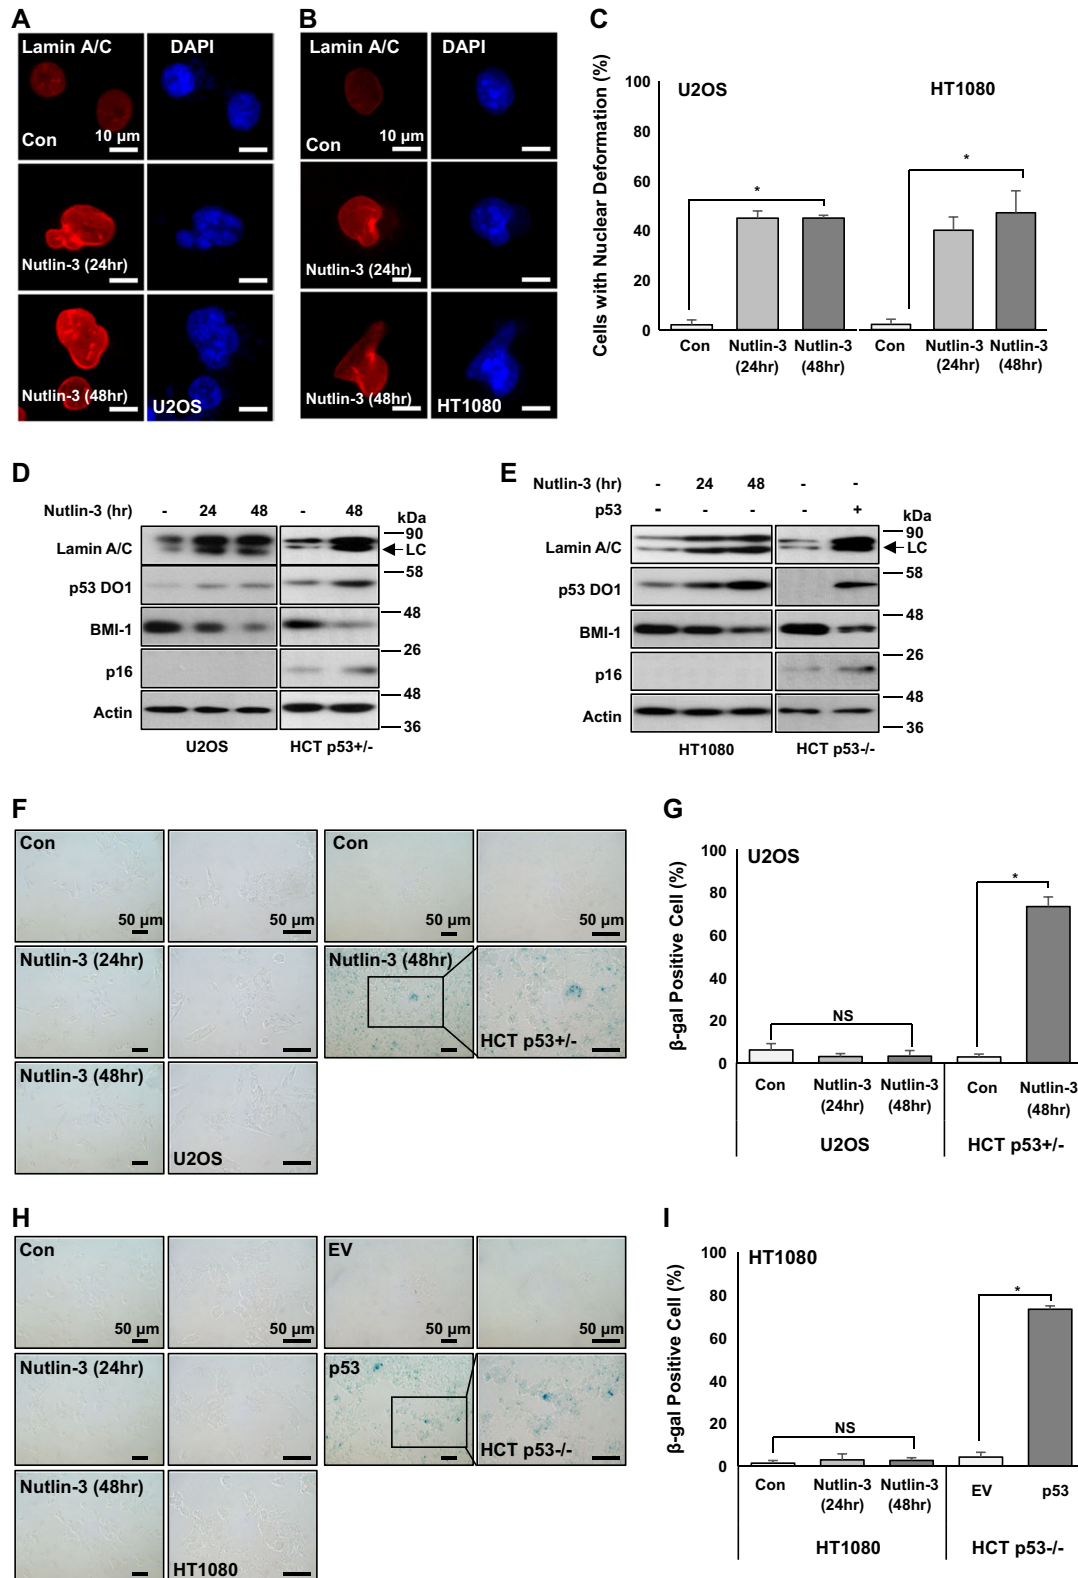 A
Lamin A/C DAPI
Con
10 µm
Nutlin-3 (24hr)
Nutlin-3 (48hr)
U2OS
B
Lamin A/C DAPI
Con
10 µm
Nutlin-3 (24hr)
Nutlin-3 (48hr)
HT1080
C
Cells with Nuclear Deformation (%)
100
80
60
40
20
0
U2OS
HT1080
*
*
Con
Nutlin-3
(24hr)
Nutlin-3
(48hr)
Con
Nutlin-3
(24hr)
Nutlin-3
(48hr)
D
Nutlin-3 (hr) - 24 48 - 48
kDa
Lamin A/C
90
LC
p53 DO1
58
BMI-1
48
p16
26
Actin
48
36
U2OS HCT p53+/-
E
Nutlin-3 (hr) - 24 48 - -
p53 - - - - +
kDa
Lamin A/C
90
LC
p53 DO1
58
BMI-1
48
p16
26
Actin
48
36
HT1080 HCT p53-/-
F
Con
50 µm 50 µm
Nutlin-3 (24hr)
Nutlin-3 (48hr)
U2OS
Con
50 µm 50 µm
Nutlin-3 (48hr)
HCT p53+/-
G
β-gal Positive Cell (%)
100
80
60
40
20
0
U2OS
NS
*
Con
Nutlin-3
(24hr)
Nutlin-3
(48hr)
Con
Nutlin-3
(48hr)
U2OS HCT p53+/-
H
Con
50 µm 50 µm
Nutlin-3 (24hr)
Nutlin-3 (48hr)
HT1080
EV
50 µm 50 µm
p53
HCT p53-/-
I
β-gal Positive Cell (%)
100
80
60
40
20
0
HT1080
NS
*
Con
Nutlin-3
(24hr)
Nutlin-3
(48hr)
EV
p53
HT1080 HCT p53-/-